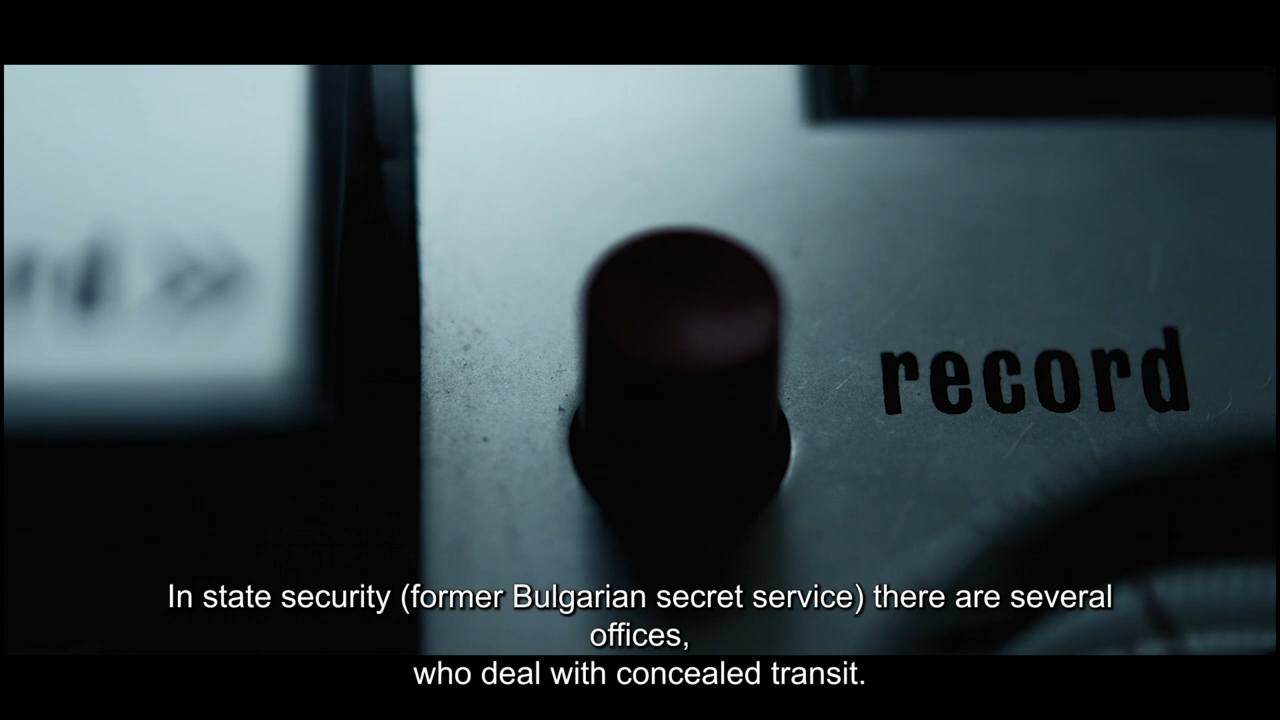 record
In state security (former Bulgarian secret service) there are several
offices,
who deal with concealed transit.